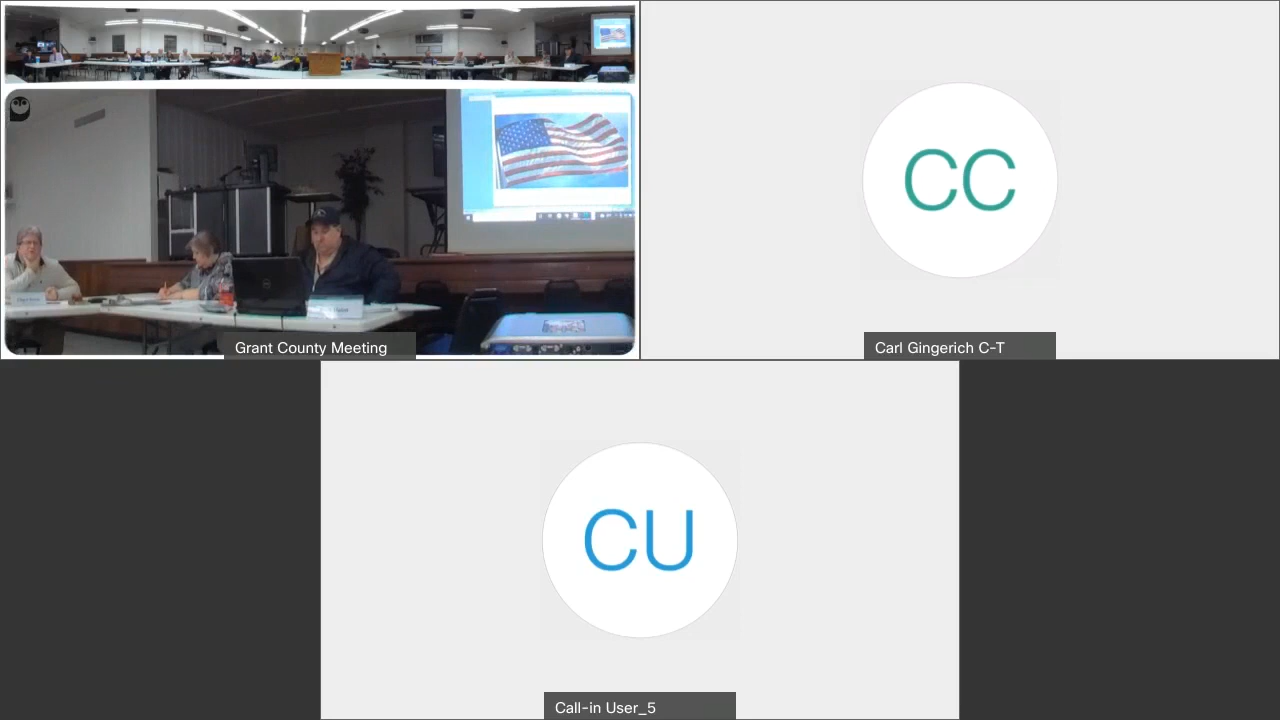 CC
Grant County Meeting
Carl Gingerich C-T
CU
Call-in User_5